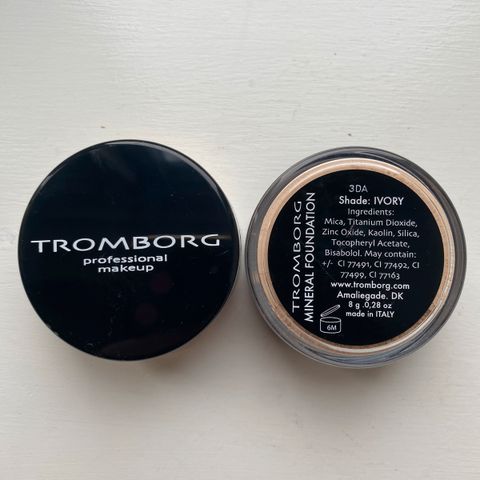 TROMBORG
professional
makeup
TROMBORG
MINERAL FOUNDATION
3DA
Shade: IVORY
Ingredients:
Mica, Titanium Dioxide,
Zinc Oxide, Kaolin, Silica,
Tocopheryl Acetate,
Bisabolol. May contain:
+/- CI 77491, CI 77492, CI
77499, CI 77163
www.tromborg.com
Amaliegade. DK
8 g .0,28 oz
made in ITALY
6M